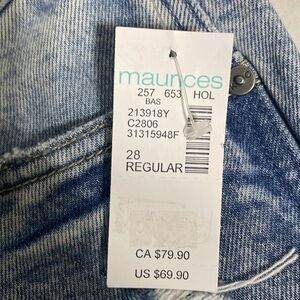 maurices
257 653 HOL
BAS
213918Y
C2806
31315948F
28
REGULAR
CA $79.90
US $69.90